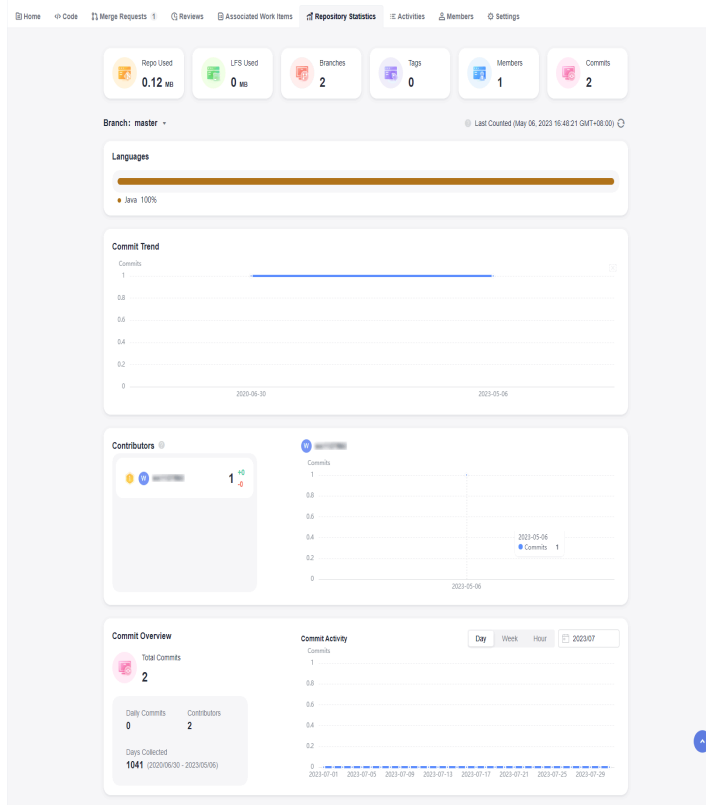 Home </> Code Merge Requests 1 Reviews Associated Work Items Repository Statistics Activities Members Settings
Repo Used LFS Used Branches Tags Members Commits
0.12 MB 0 MB 2 0 1 2
Branch: master Last Counted (May 06, 2023 16:48:21 GMT+08:00)
Languages
Java 100%
Commit Trend
Commits
1
0.8
0.6
0.4
0.2
0
2020-06-30 2023-05-06
Contributors
W
W 1 +0
-0
Commits
1
0.8
0.6
0.4
0.2
0
2023-05-06
Commits 1
2023-05-06
Commit Overview
Total Commits
2
Daily Commits Contributors
0 2
Days Collected
1041 (2020/06/30 - 2023/05/06)
Commit Activity Day Week Hour 2023/07
Commits
1
0.8
0.6
0.4
0.2
0
2023-07-01 2023-07-05 2023-07-09 2023-07-13 2023-07-17 2023-07-21 2023-07-25 2023-07-29